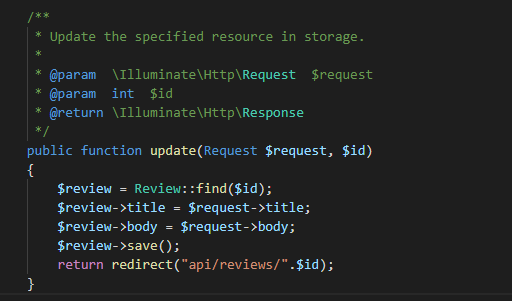 /**
 * Update the specified resource in storage.
 *
 * @param  \Illuminate\Http\Request  $request
 * @param  int  $id
 * @return \Illuminate\Http\Response
 */
public function update(Request $request, $id)
{
    $review = Review::find($id);
    $review->title = $request->title;
    $review->body = $request->body;
    $review->save();
    return redirect("api/reviews/".$id);
}